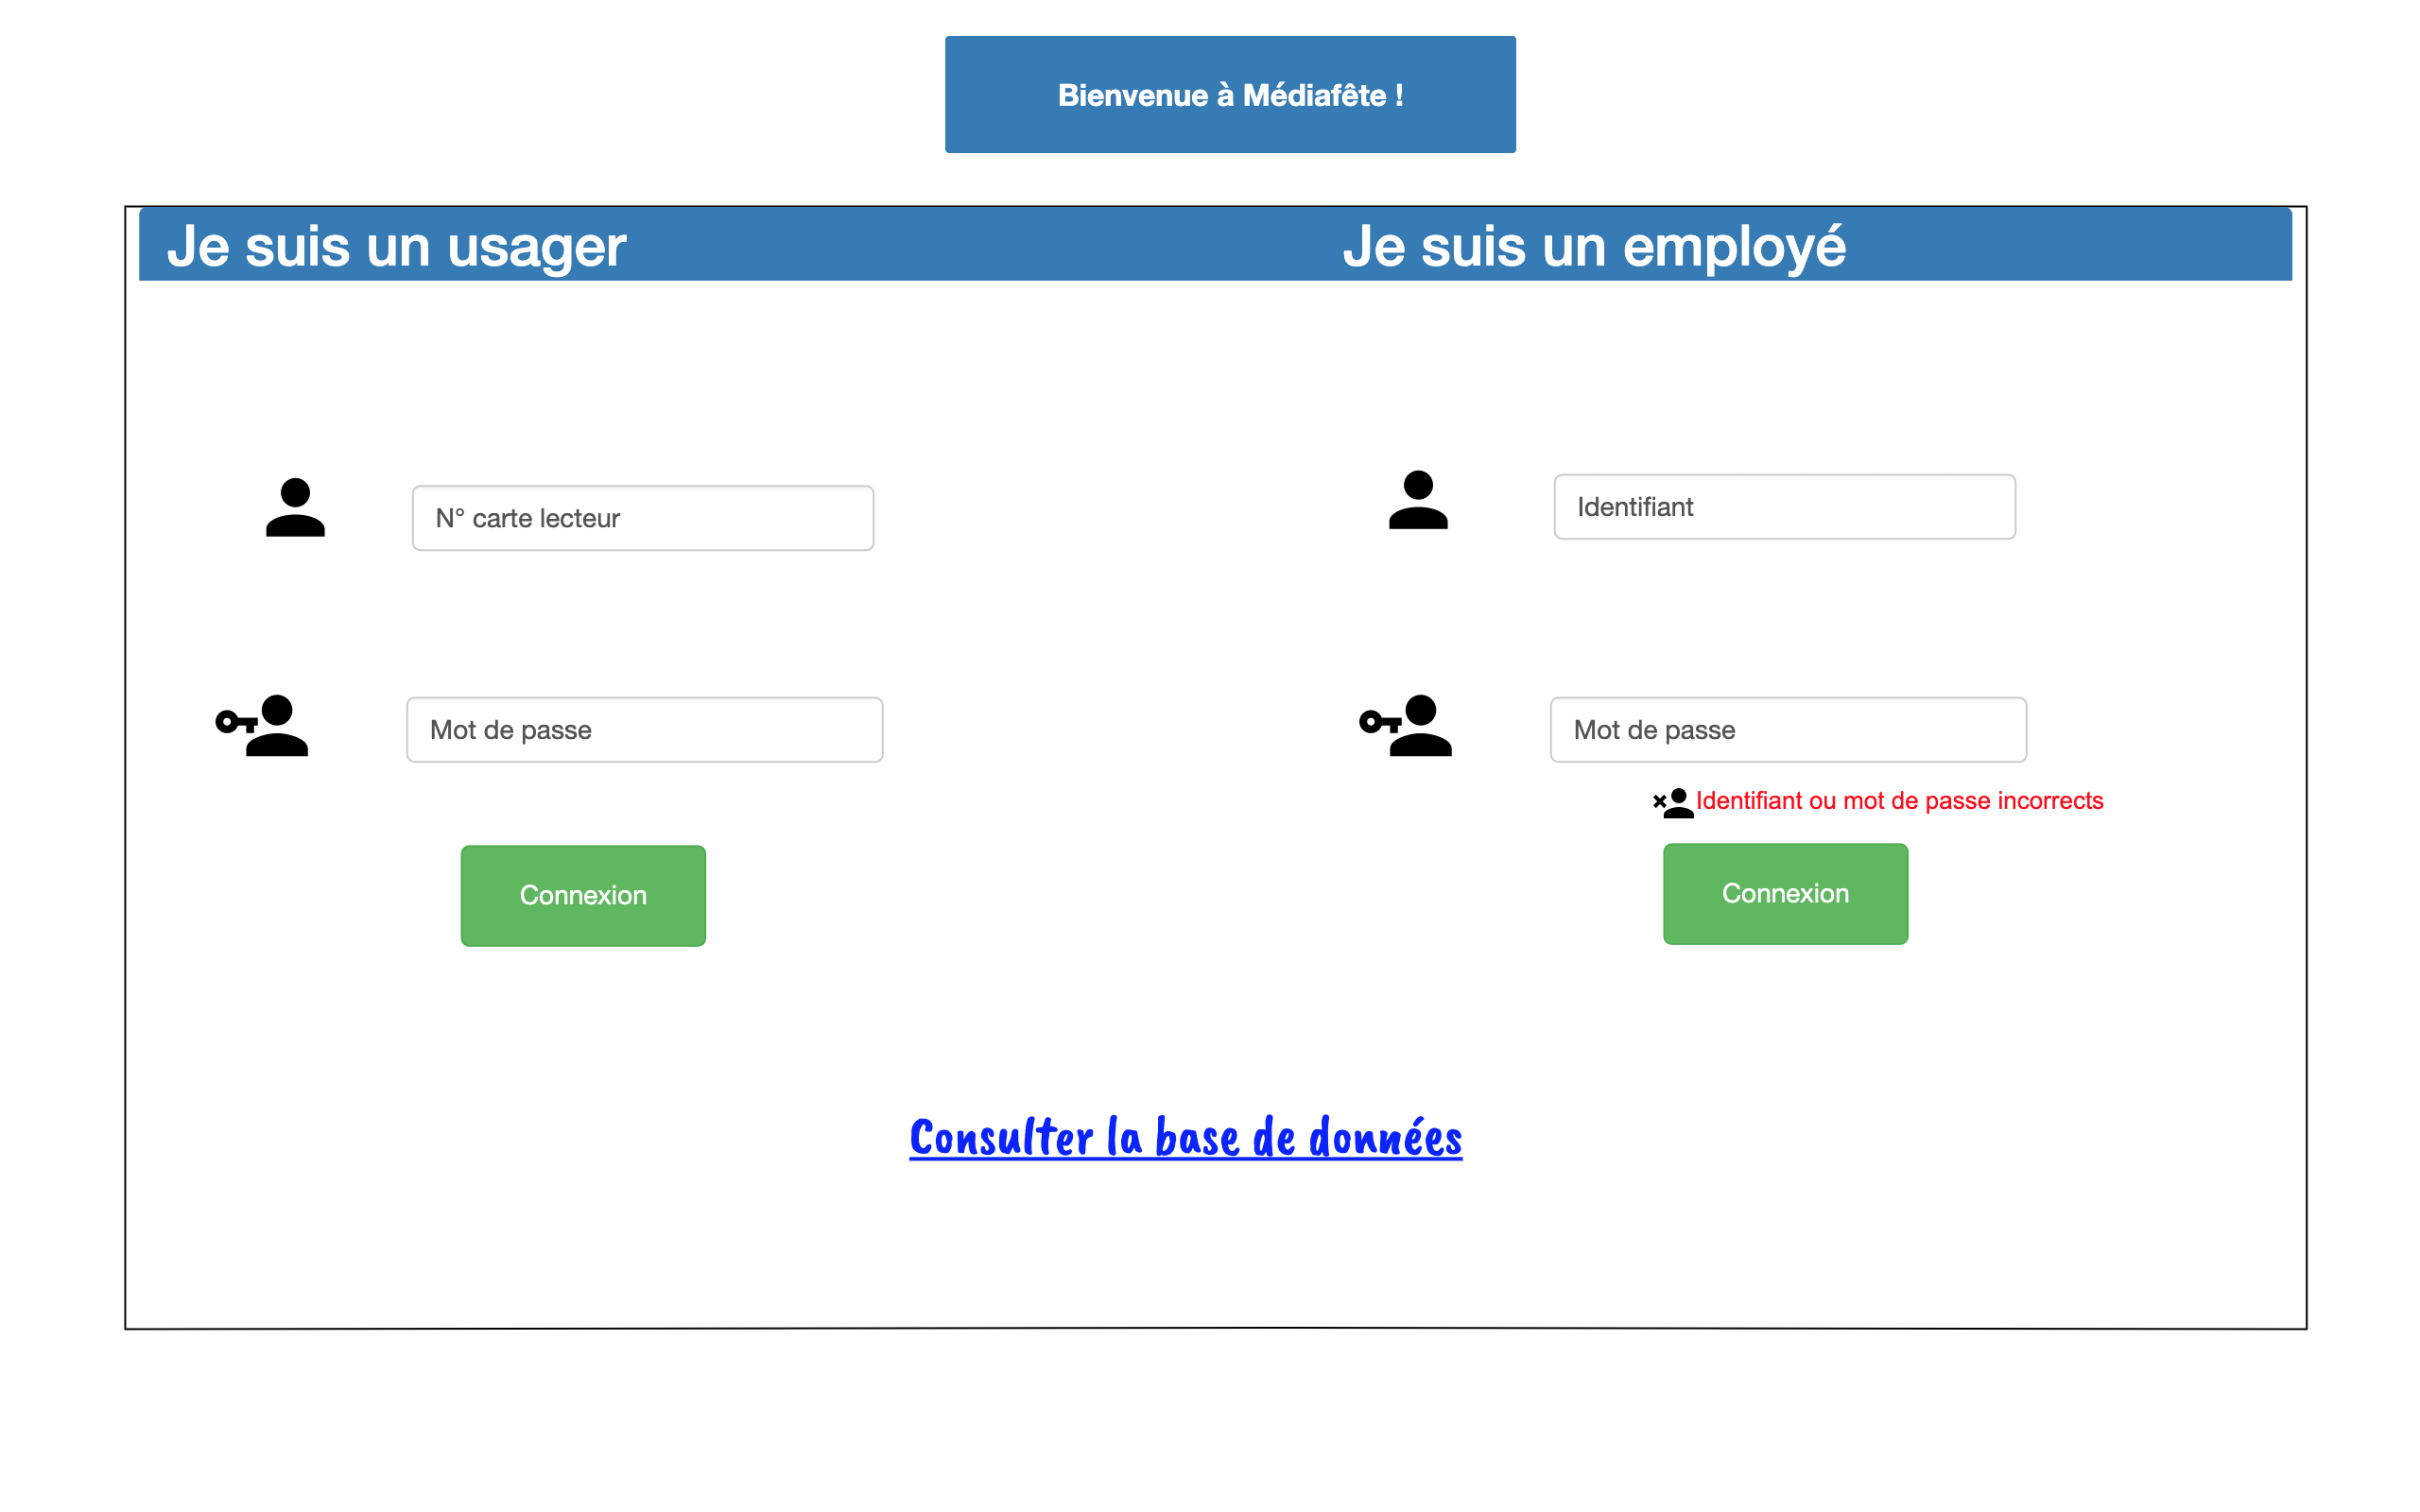 Bienvenue à Médiafête !
Je suis un usager
Je suis un employé
N° carte lecteur
Identifiant
Mot de passe
Mot de passe
Identifiant ou mot de passe incorrects
Connexion
Connexion
Consulter la base de données